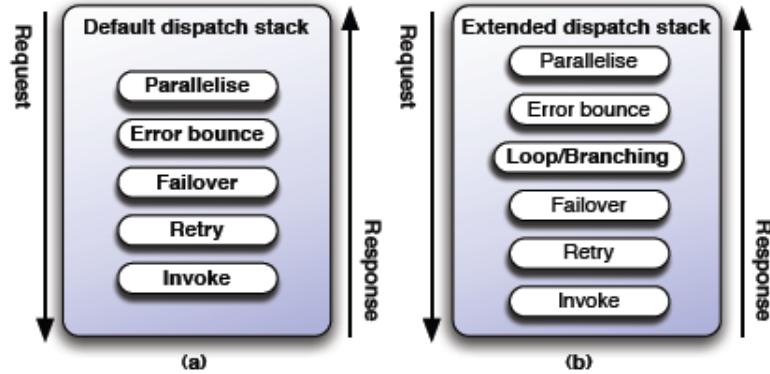 Request
Default dispatch stack
Parallelise
Error bounce
Failover
Retry
Invoke
Response
(a)
Request
Extended dispatch stack
Parallelise
Error bounce
Loop/Branching
Failover
Retry
Invoke
Response
(b)